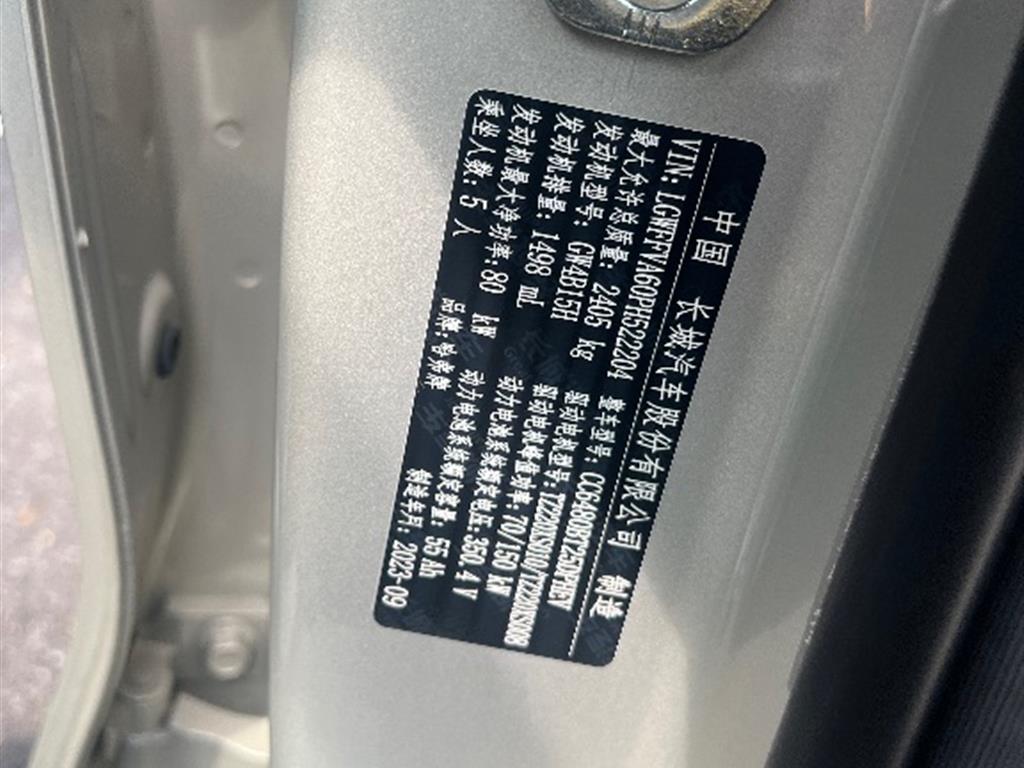 中国 长城汽车股份有限公司 制造
VIN: LGWFFVA60PH522204 整车型号: CC6480BT25DPHEV
最大允许总质量: 2405 kg 驱动电机型号:
发动机型号: GW4B15H 驱动电机峰值功率: 70/150 kW
发动机排量: 1498 mL 动力电池系统额定电压: 350.4 V
发动机最大净功率: 80 kW 动力电池系统额定容量: 55 Ah
乘坐人数: 5 人 品牌: 哈弗牌 制造年月: 2023-09